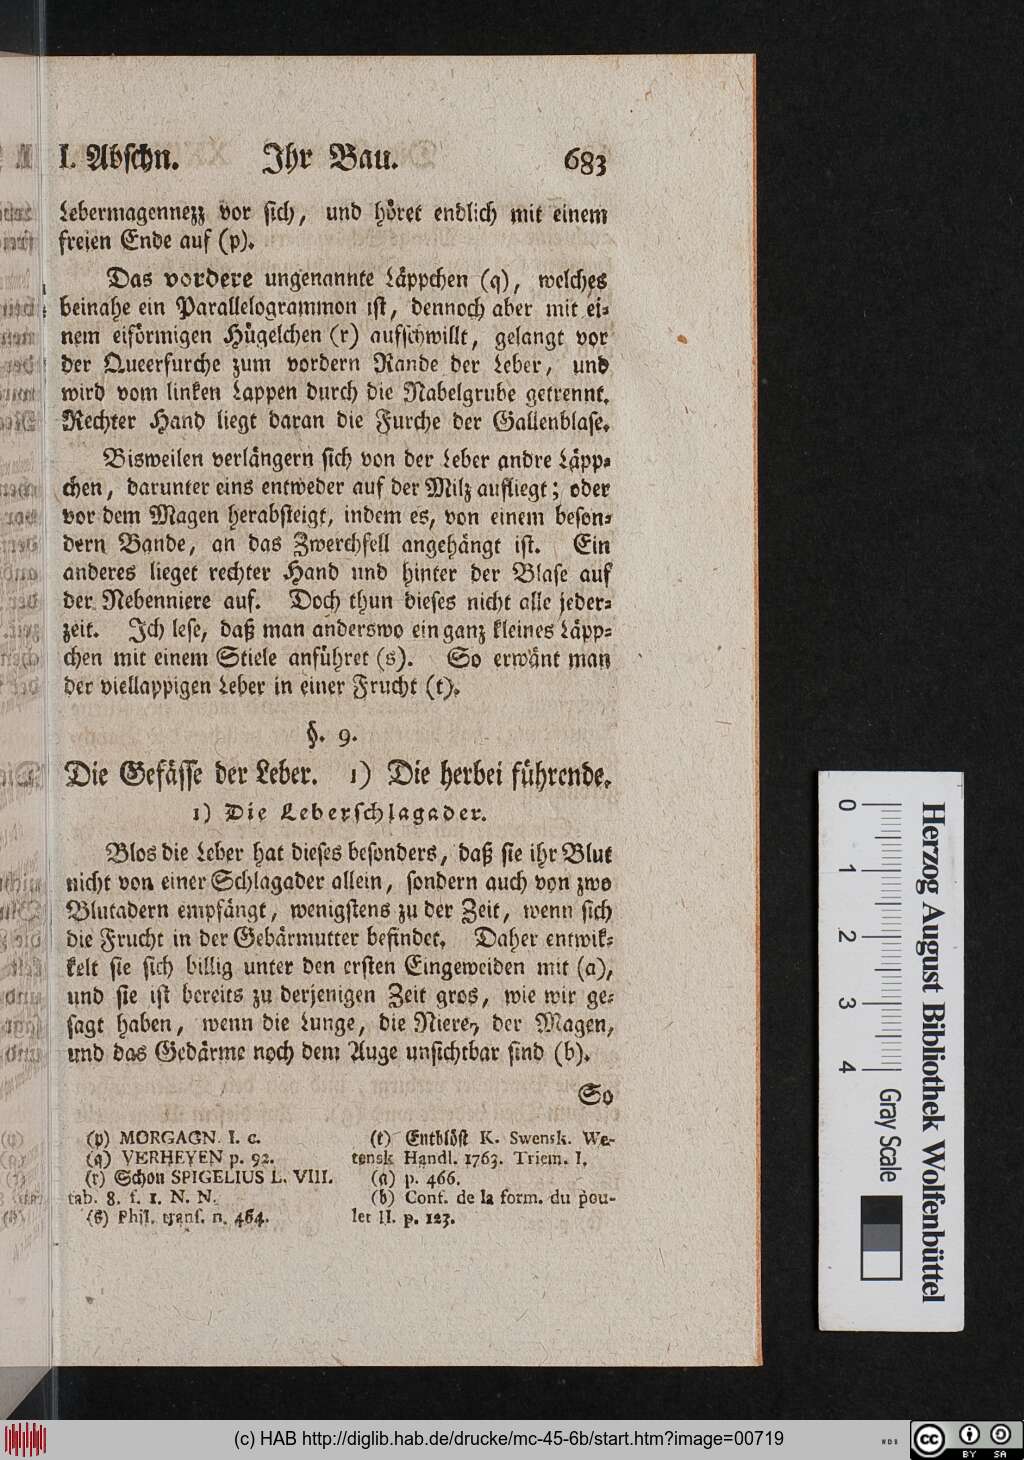 I. Abschn. Ihr Bau. 683
Lebermagennezz vor sich, und höret endlich mit einem
freien Ende auf (p).
Das vordere ungenannte Läppchen (q), welches
beinahe ein Parallelogrammon ist, dennoch aber mit ei-
nem eiförmigen Hügelchen (r) aufschwillt, gelangt vor
der Queerfurche zum vordern Rande der Leber, und
wird vom linken Lappen durch die Nabelgrube getrennt.
Rechter Hand liegt daran die Furche der Gallenblase.
Bisweilen verlängern sich von der Leber andre Läpp-
chen, darunter eins entweder auf der Milz aufliegt; oder
vor dem Magen herabsteigt, indem es, von einem beson-
dern Bande, an das Zwerchfell angehängt ist. Ein
anderes lieget rechter Hand und hinter der Blase auf
der Nebenniere auf. Doch thun dieses nicht alle jeder-
zeit. Ich lese, daß man anderswo ein ganz kleines Läpp-
chen mit einem Stiele anführet (s). So erwänt man
der viellappigen Leber in einer Frucht (t).
§. 9.
Die Gefässe der Leber. 1) Die herbei führende.
1) Die Leberschlagader.
Blos die Leber hat dieses besonders, daß sie ihr Blut
nicht von einer Schlagader allein, sondern auch von zwo
Blutadern empfängt, wenigstens zu der Zeit, wenn sich
die Frucht in der Gebärmutter befindet. Daher entwik-
kelt sie sich billig unter den ersten Eingeweiden mit (a),
und sie ist bereits zu derjenigen Zeit gros, wie wir ge-
sagt haben, wenn die Lunge, die Niere, der Magen,
und das Gedärme noch dem Auge unsichtbar sind (b).
So
(p) MORGAGN. I. c.
(q) VERHEYEN p. 92.
(r) Schon SPIGELIUS L. VIII.
tab. 8. f. 1. N. N.
(s) Phil. transf. n. 464.
(t) Entblöst K. Swensk. We-
tensk Handl. 1763. Triem. I.
(a) p. 466.
(b) Conf. de la form. du pou-
let II. p. 123.
0 1 2 3 4
Gray Scale
Herzog August Bibliothek Wolfenbüttel
(c) HAB http://diglib.hab.de/drucke/mc-45-6b/start.htm?image=00719
cc BY SA